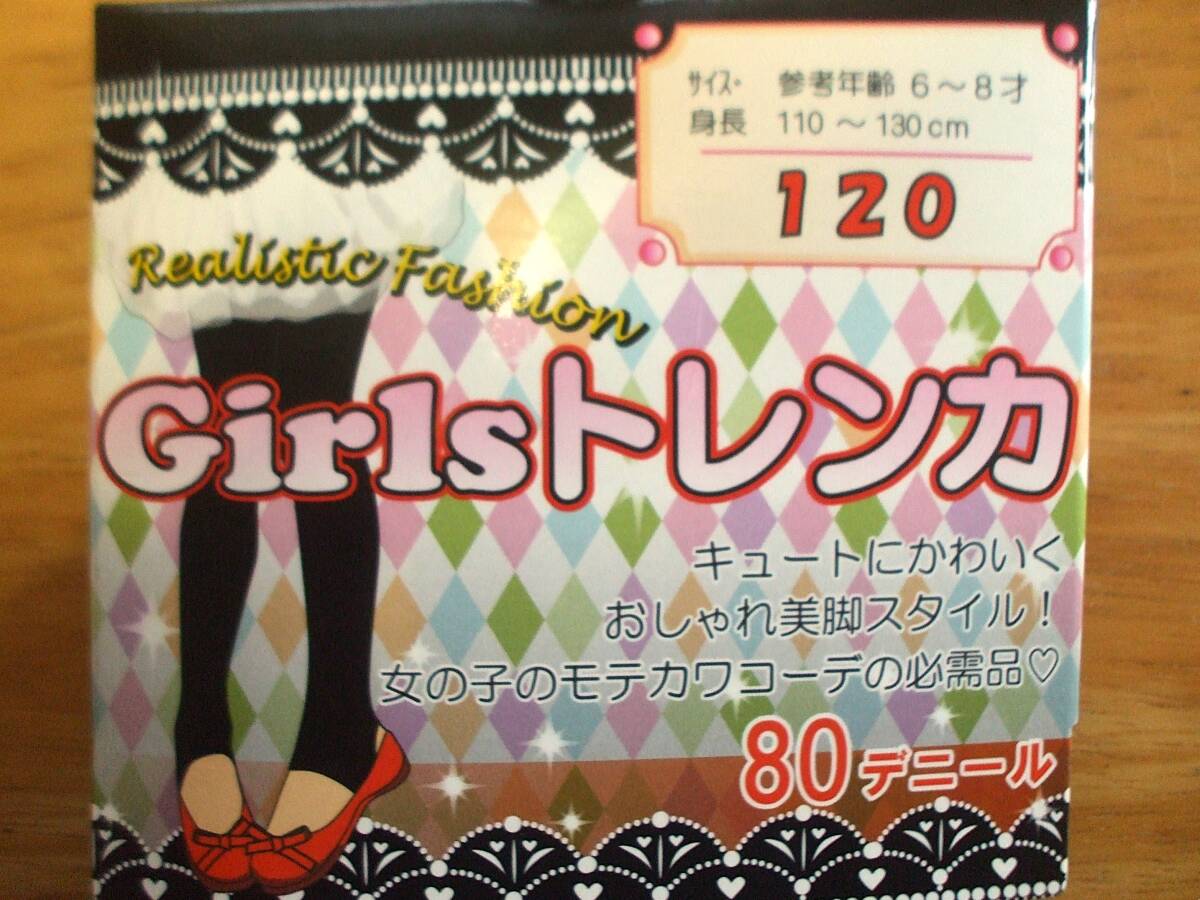 サイズ・ 参考年齢 6～8才
身長 110～130cm
120
Realistic Fashion
Girlsトレンカ
キュートにかわいく
おしゃれ美脚スタイル！
女の子のモテカワコーデの必需品♡
80デニール